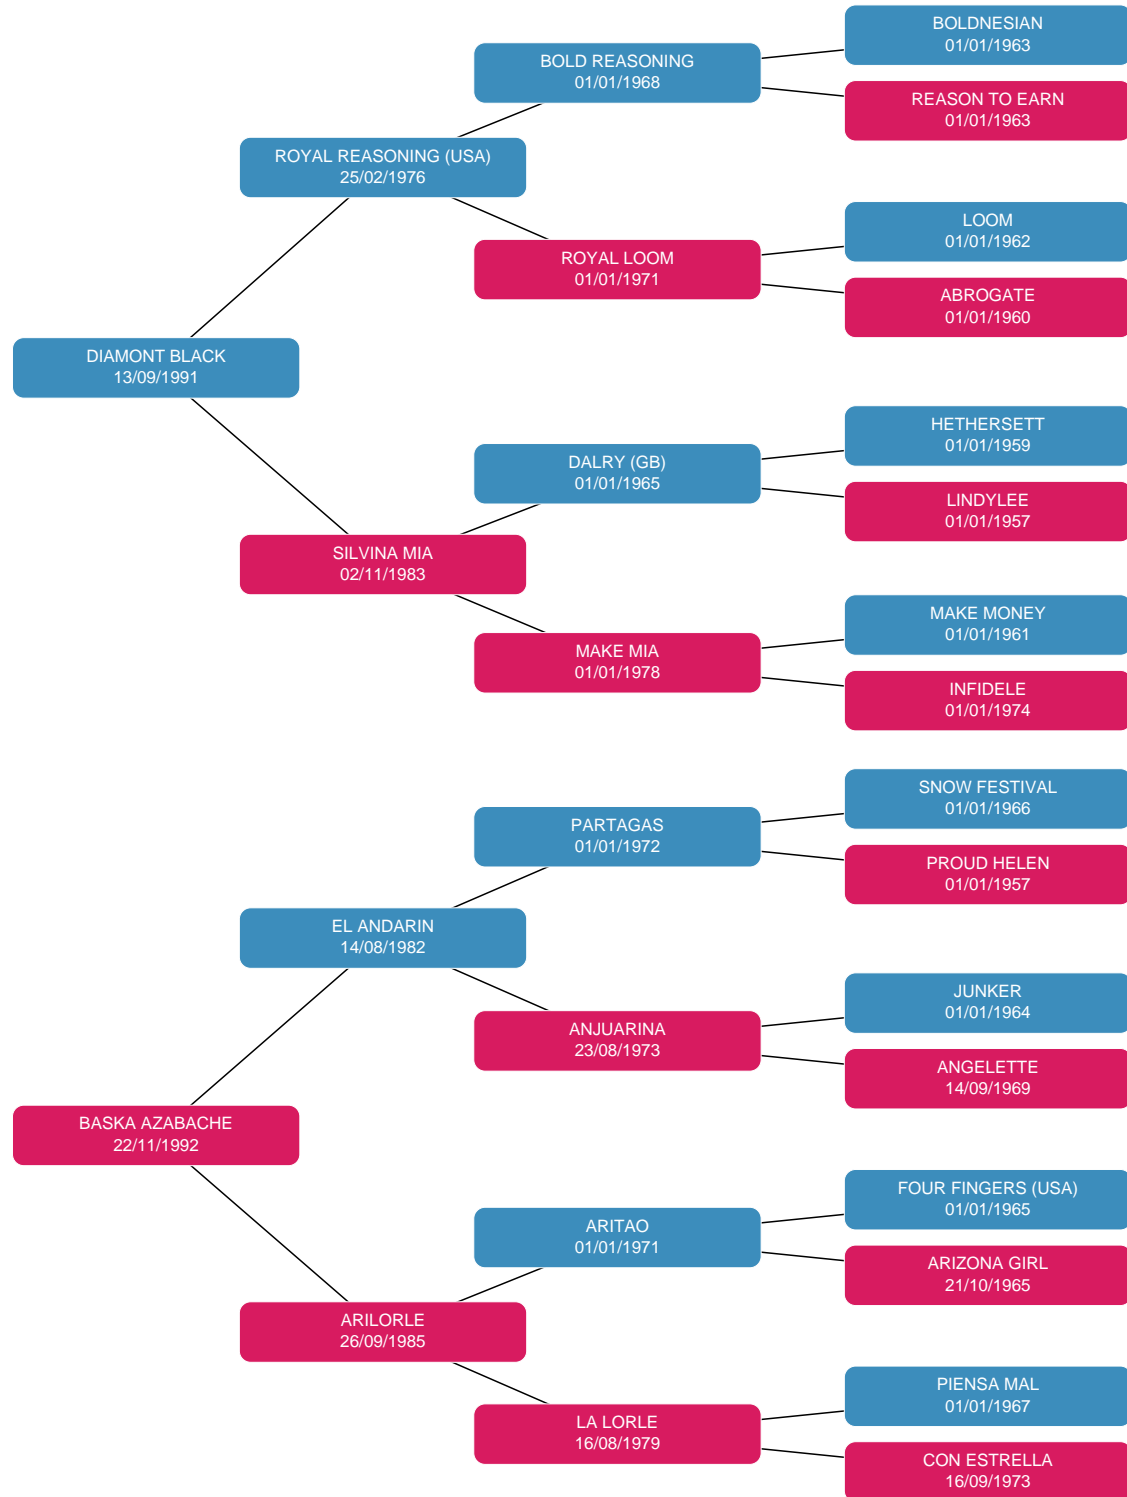 BOLDNESIAN
01/01/1963
BOLD REASONING
01/01/1968
REASON TO EARN
01/01/1963
ROYAL REASONING (USA)
25/02/1976
LOOM
01/01/1962
ROYAL LOOM
01/01/1971
ABROGATE
01/01/1960
DIAMONT BLACK
13/09/1991
HETHERSETT
01/01/1959
DALRY (GB)
01/01/1965
LINDYLEE
01/01/1957
SILVINA MIA
02/11/1983
MAKE MONEY
01/01/1961
MAKE MIA
01/01/1978
INFIDELE
01/01/1974
SNOW FESTIVAL
01/01/1966
PARTAGAS
01/01/1972
PROUD HELEN
01/01/1957
EL ANDARIN
14/08/1982
JUNKER
01/01/1964
ANJUARINA
23/08/1973
ANGELETTE
14/09/1969
BASKA AZABACHE
22/11/1992
FOUR FINGERS (USA)
01/01/1965
ARITAO
01/01/1971
ARIZONA GIRL
21/10/1965
ARILORLE
26/09/1985
PIENSA MAL
01/01/1967
LA LORLE
16/08/1979
CON ESTRELLA
16/09/1973